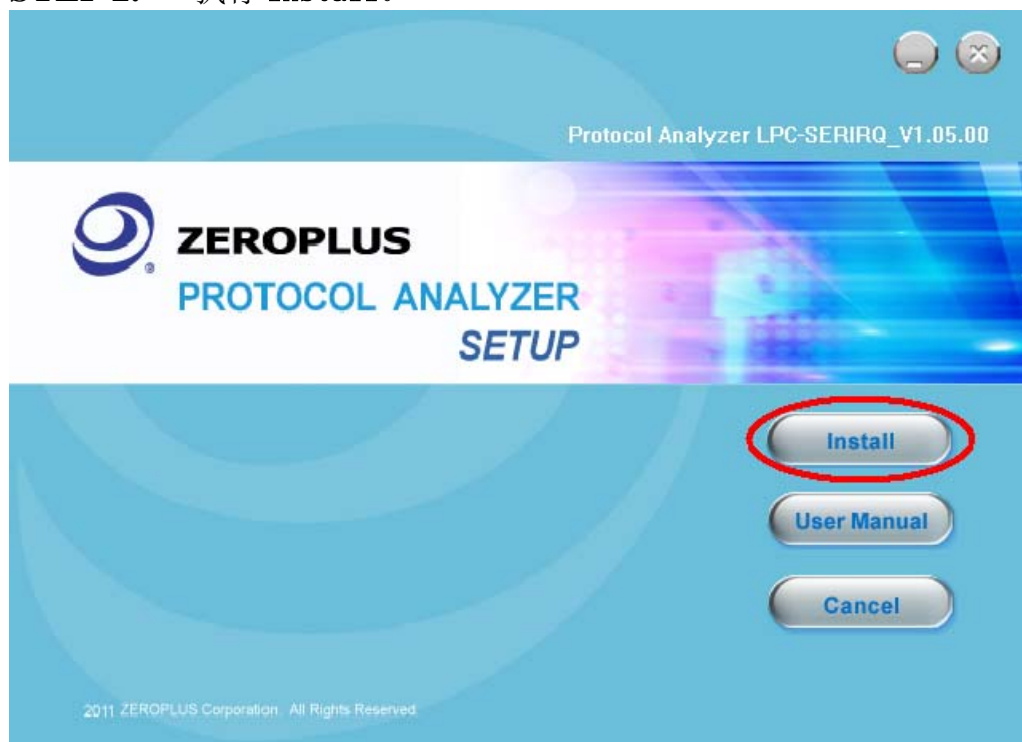 Protocol Analyzer LPC-SERIRQ_V1.05.00
ZEROPLUS
PROTOCOL ANALYZER
SETUP
Install
User Manual
Cancel
2011 ZEROPLUS Corporation. All Rights Reserved.